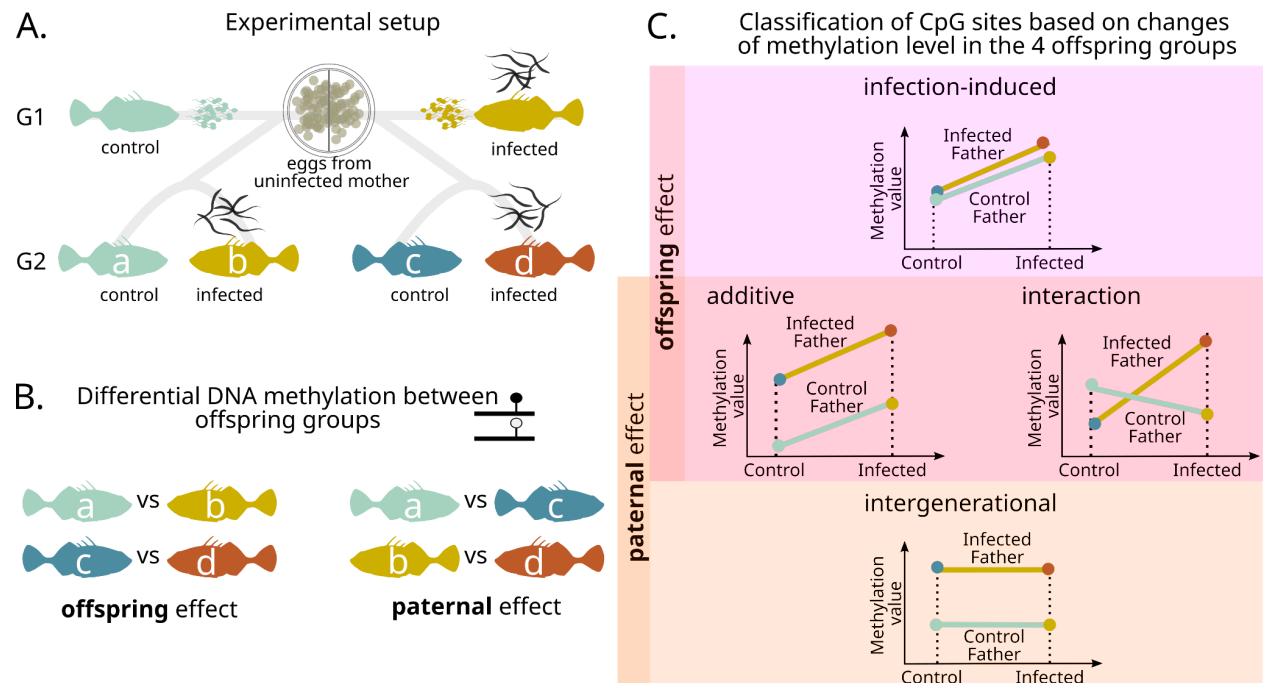 A.
Experimental setup
G1
control
eggs from
uninfected mother
infected
G2
a
b
c
d
control
infected
control
infected
B.
Differential DNA methylation between
offspring groups
a vs b
a vs c
c vs d
b vs d
offspring effect
paternal effect
C.
Classification of CpG sites based on changes
of methylation level in the 4 offspring groups
offspring effect
paternal effect
infection-induced
Methylation
value
Infected
Father
Control
Father
Control
Infected
additive
Methylation
value
Infected
Father
Control
Father
Control
Infected
interaction
Methylation
value
Infected
Father
Control
Father
Control
Infected
intergenerational
Methylation
value
Infected
Father
Control
Father
Control
Infected